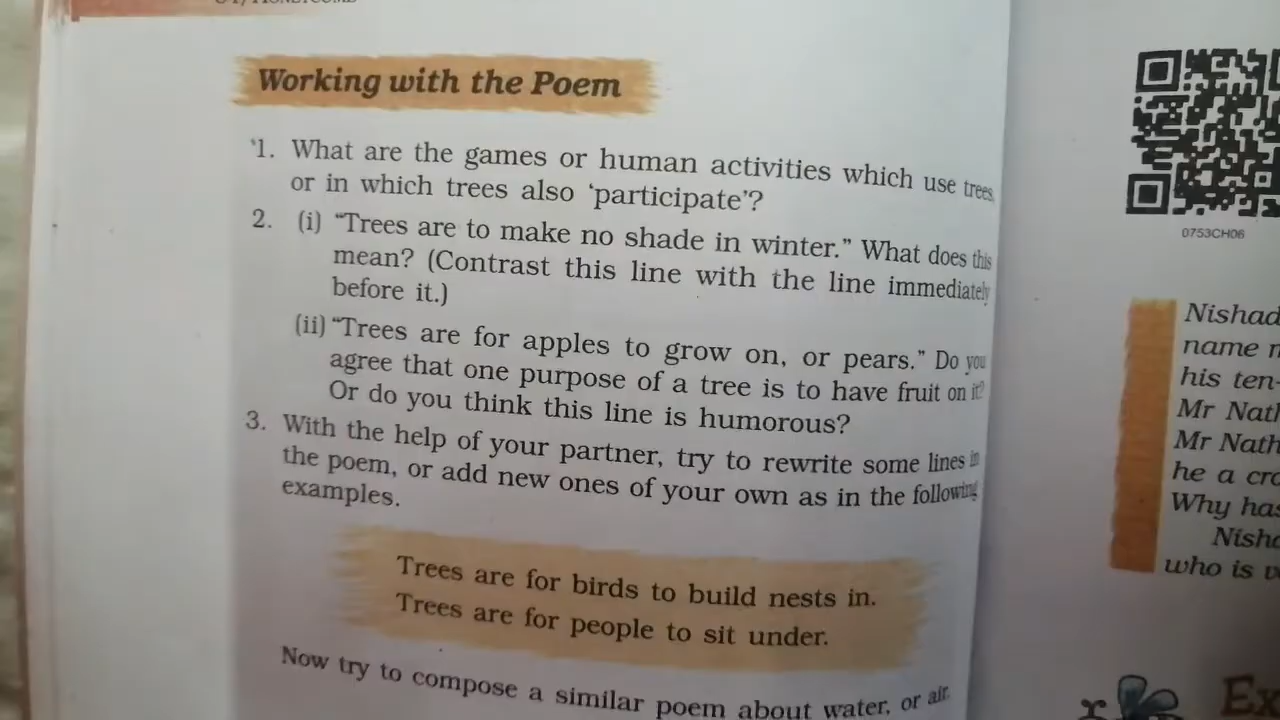 Working with the Poem
1. What are the games or human activities which use trees,
or in which trees also ‘participate’?
2. (i) “Trees are to make no shade in winter.” What does this
mean? (Contrast this line with the line immediately
before it.)
(ii) “Trees are for apples to grow on, or pears.” Do you
agree that one purpose of a tree is to have fruit on it?
Or do you think this line is humorous?
3. With the help of your partner, try to rewrite some lines in
the poem, or add new ones of your own as in the following
examples.
Trees are for birds to build nests in.
Trees are for people to sit under.
Now try to compose a similar poem about water, or air.
0753CH06
Nishad
name
his ten-
Mr
Mr Nath
he a
Why has
who is